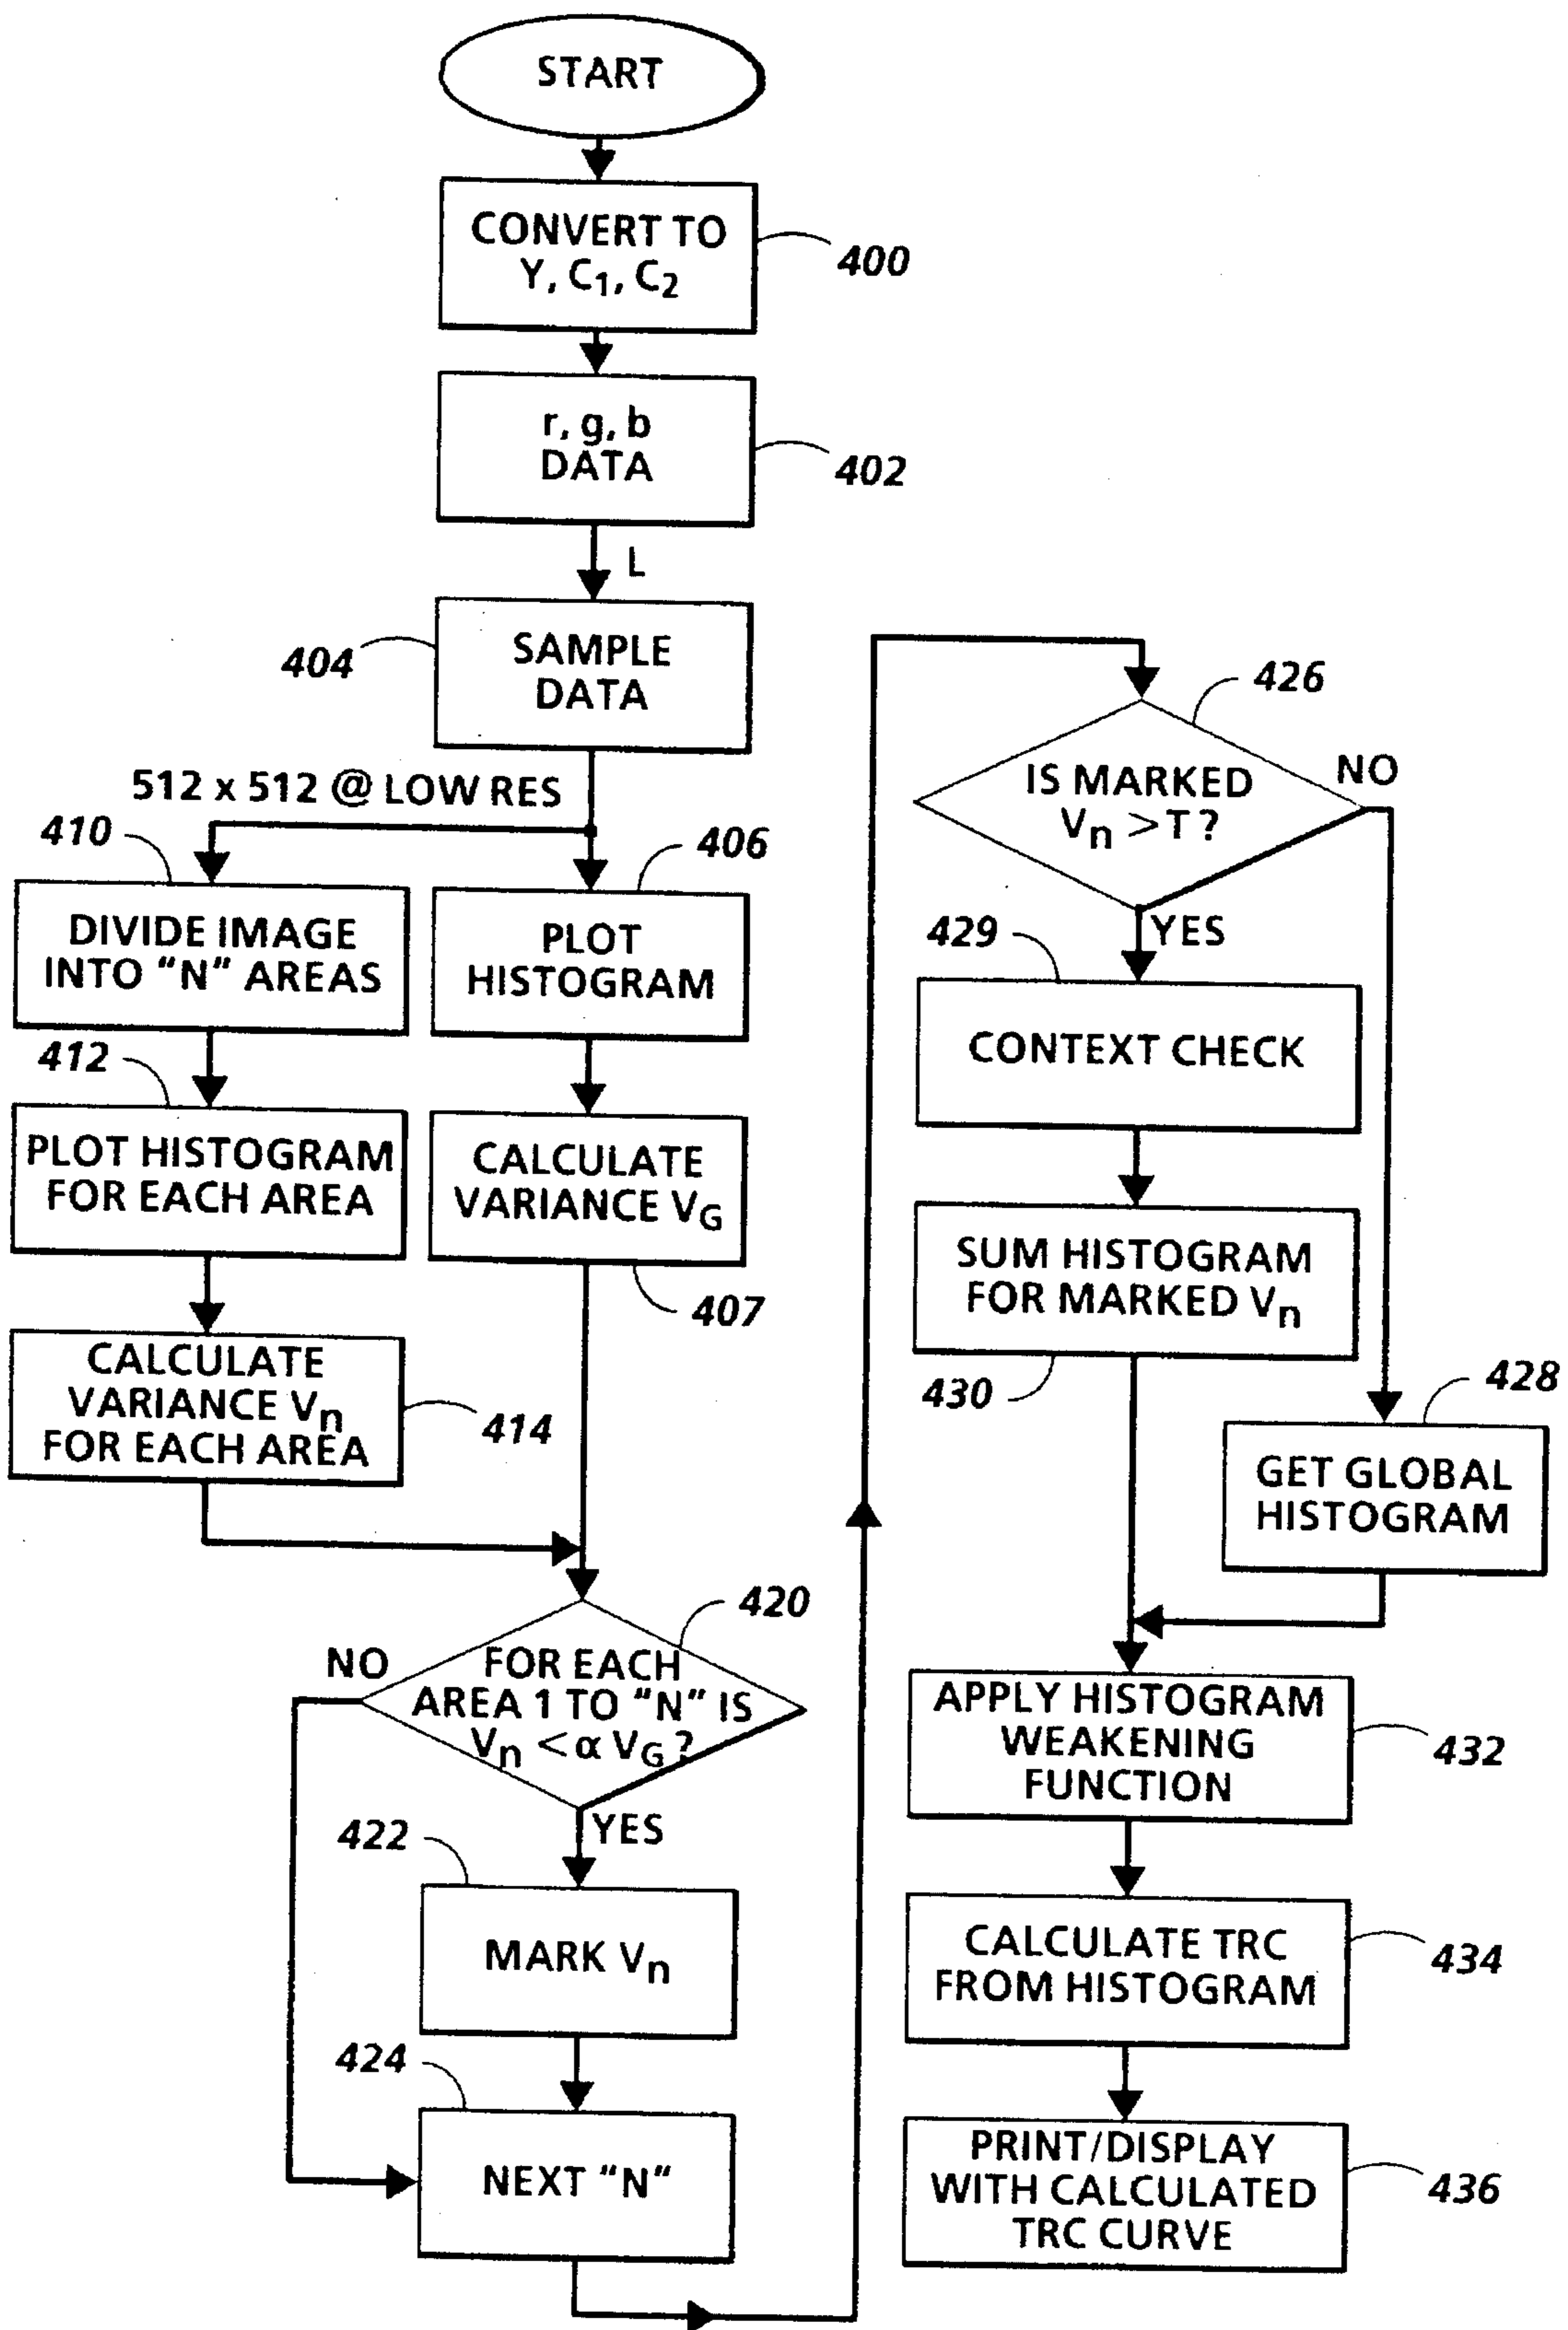 START
CONVERT TO
Y, C₁, C₂
400
r, g, b
DATA
402
L
SAMPLE
DATA
404
512 x 512 @ LOW RES
410
DIVIDE IMAGE
INTO "N" AREAS
406
PLOT
HISTOGRAM
412
PLOT HISTOGRAM
FOR EACH AREA
CALCULATE
VARIANCE V_G
407
CALCULATE
VARIANCE Vₙ
FOR EACH AREA
414
420
NO
FOR EACH
AREA 1 TO "N" IS
Vₙ < α V_G ?
YES
422
MARK Vₙ
424
NEXT "N"
426
IS MARKED
Vₙ > T ?
NO
YES
429
CONTEXT CHECK
SUM HISTOGRAM
FOR MARKED Vₙ
430
428
GET GLOBAL
HISTOGRAM
APPLY HISTOGRAM
WEAKENING
FUNCTION
432
CALCULATE TRC
FROM HISTOGRAM
434
PRINT/DISPLAY
WITH CALCULATED
TRC CURVE
436